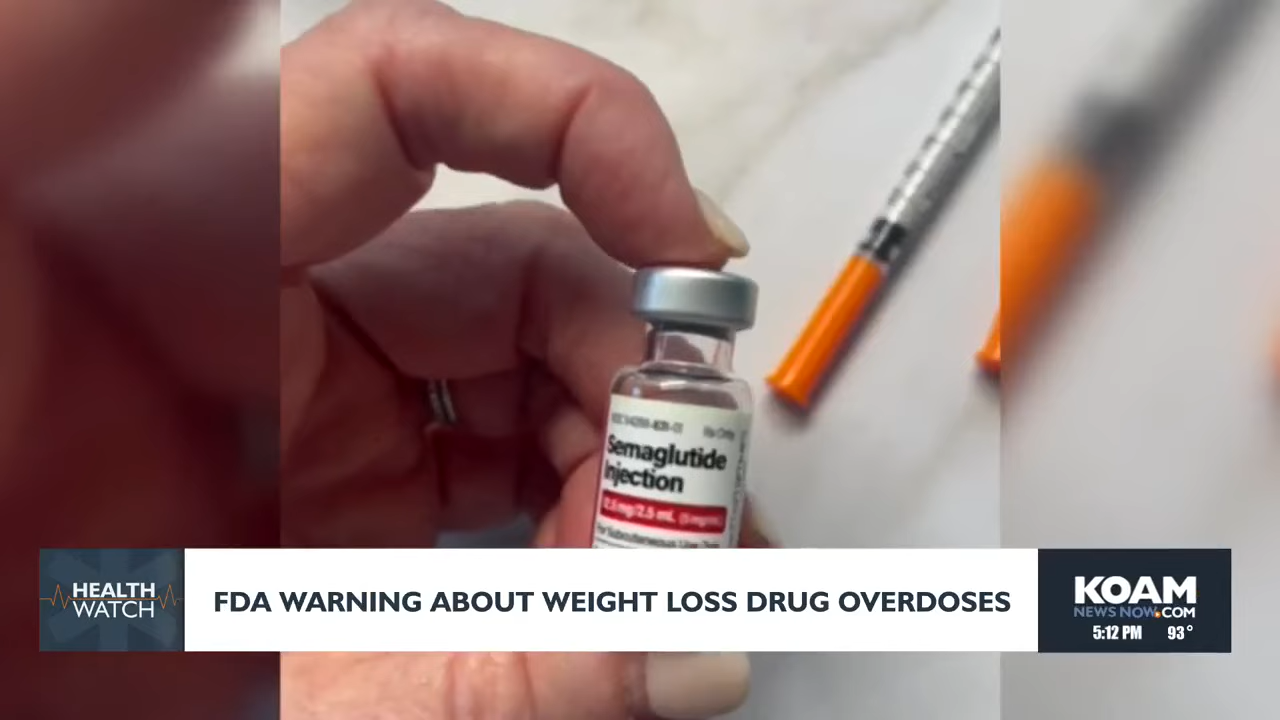 Semaglutide
Injection
HEALTH
WATCH
FDA WARNING ABOUT WEIGHT LOSS DRUG OVERDOSES
KOAM
NEWS NOW.COM
5:12 PM 93°